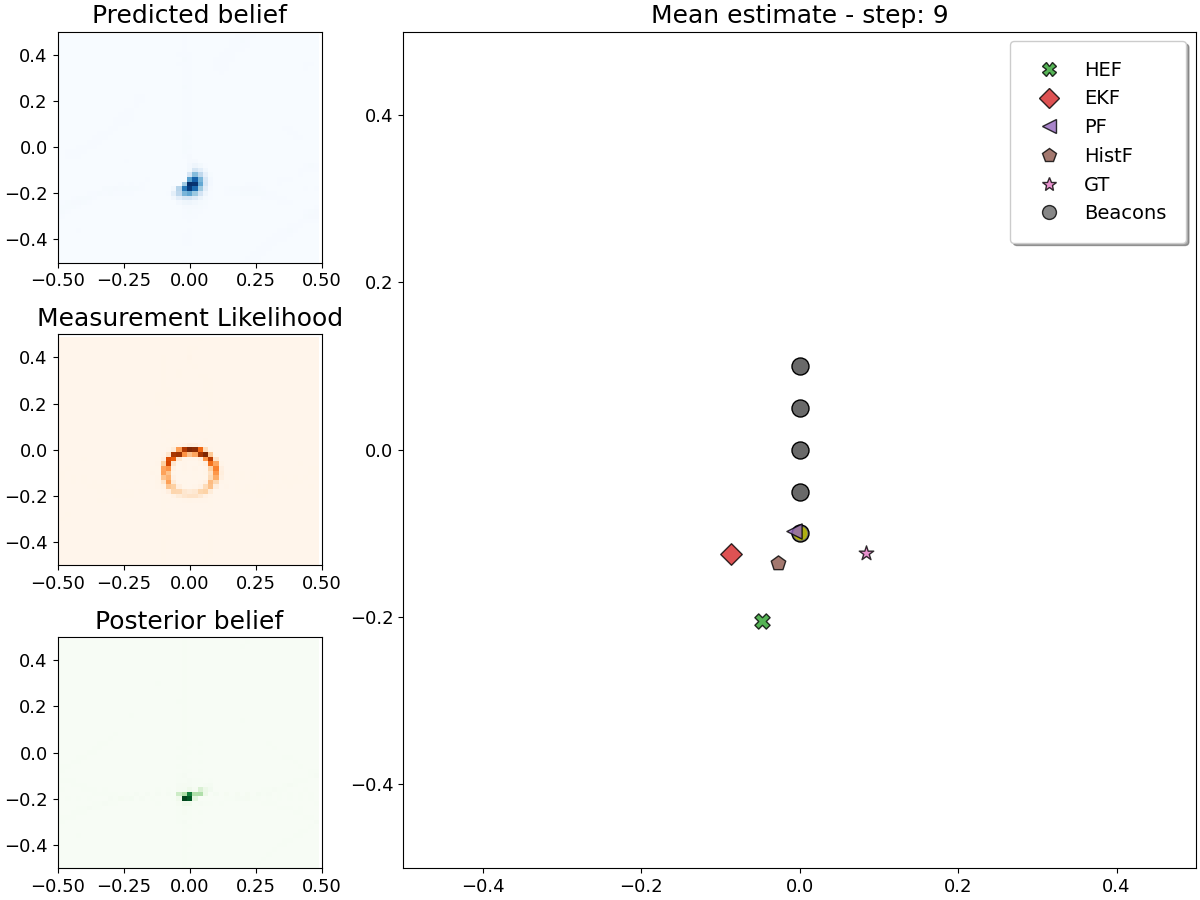 Predicted belief
0.4
0.2
0.0
−0.2
−0.4
−0.50 −0.25 0.00 0.25 0.50
Measurement Likelihood
0.4
0.2
0.0
−0.2
−0.4
−0.50 −0.25 0.00 0.25 0.50
Posterior belief
0.4
0.2
0.0
−0.2
−0.4
−0.50 −0.25 0.00 0.25 0.50
Mean estimate - step: 9
HEF
EKF
PF
HistF
GT
Beacons
0.4
0.2
0.0
−0.2
−0.4
−0.4 −0.2 0.0 0.2 0.4